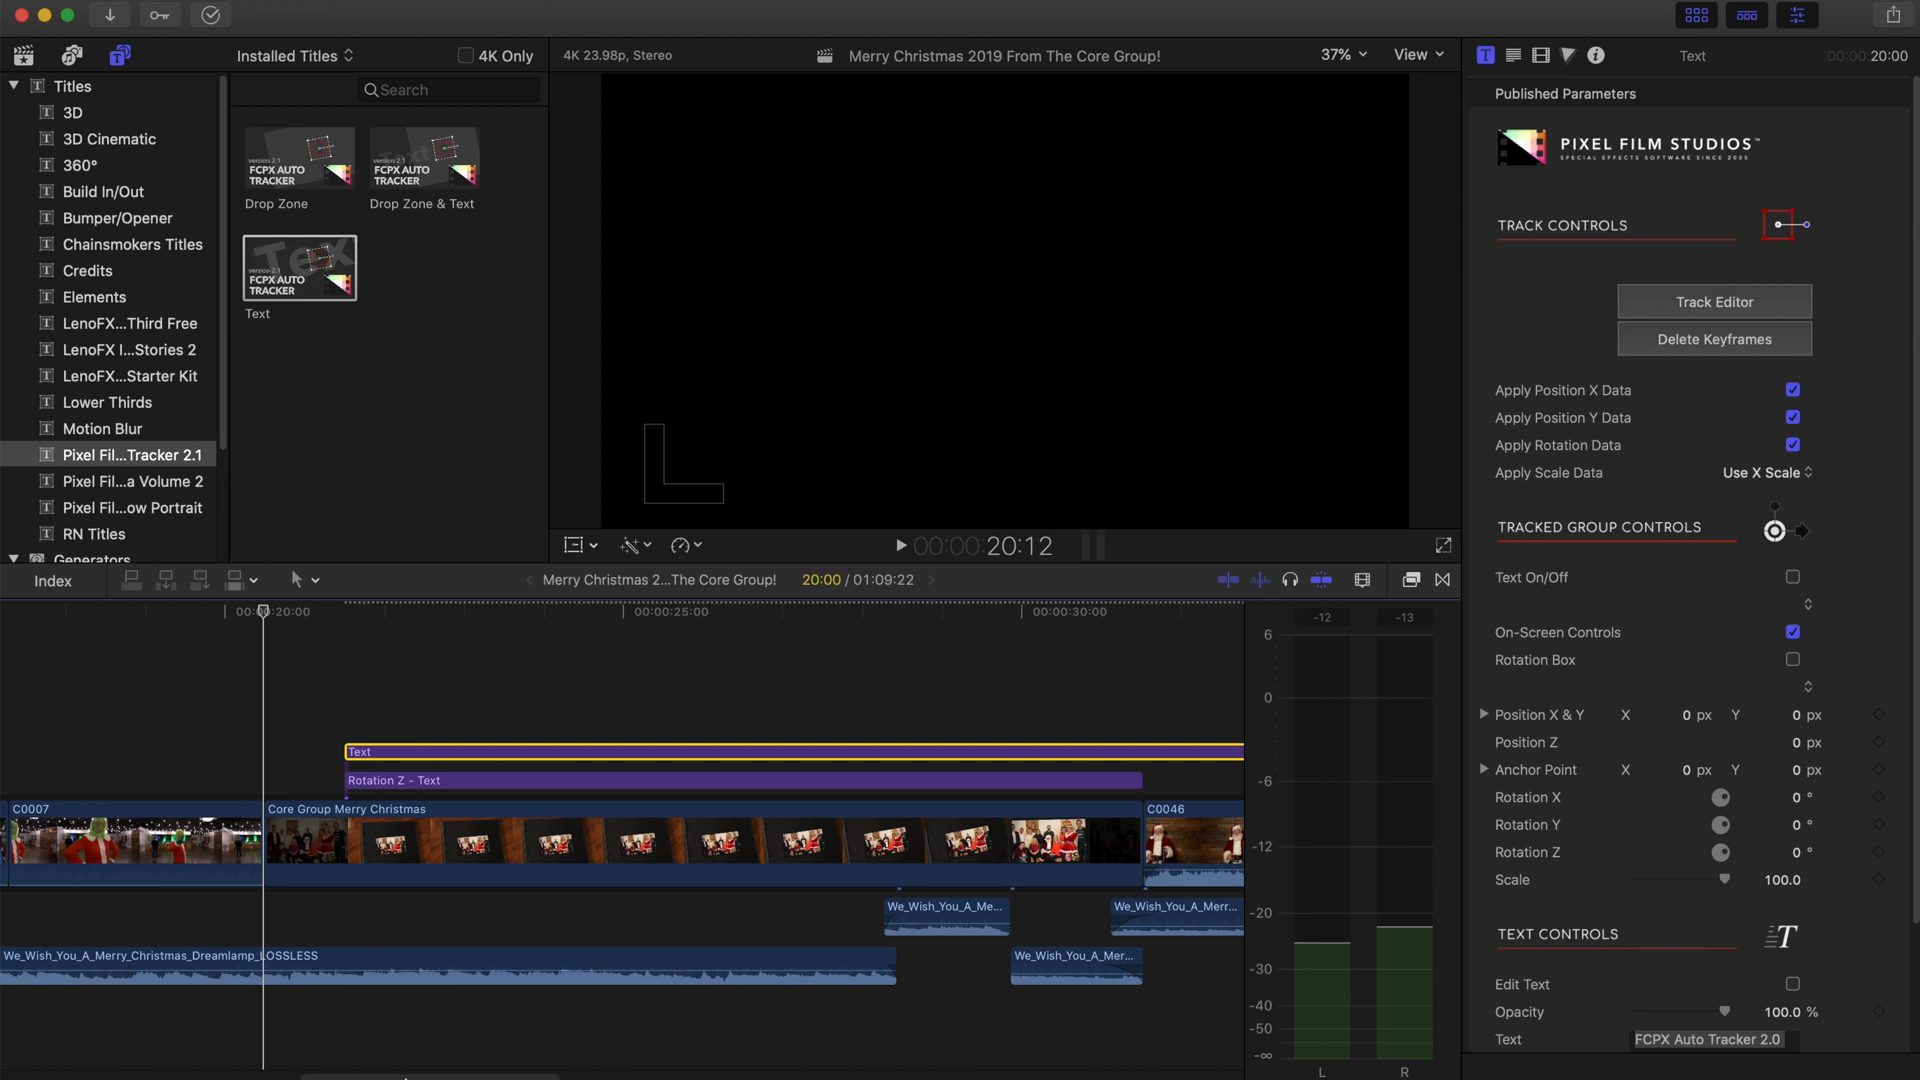 Installed Titles
4K Only
4K 23.98p, Stereo
Merry Christmas 2019 From The Core Group!
37%
View
Text
00:00:20:00
Titles
Search
3D
3D Cinematic
360°
Build In/Out
Bumper/Opener
Chainsmokers Titles
Credits
Elements
LenoFX...Third Free
LenoFX I...Stories 2
LenoFX...Starter Kit
Lower Thirds
Motion Blur
Pixel Fil...Tracker 2.1
Pixel Fil...a Volume 2
Pixel Fil...ow Portrait
RN Titles
Generators
version 2.1
FCPX AUTO
TRACKER
Drop Zone
version 2.1
FCPX AUTO
TRACKER
Drop Zone & Text
version 2.1
FCPX AUTO
TRACKER
Text
00:00:20:12
Published Parameters
PIXEL FILM STUDIOS™
SPECIAL EFFECTS SOFTWARE SINCE 2005
TRACK CONTROLS
Track Editor
Delete Keyframes
Apply Position X Data
Apply Position Y Data
Apply Rotation Data
Apply Scale Data Use X Scale
TRACKED GROUP CONTROLS
Text On/Off
On-Screen Controls
Rotation Box
Position X & Y X 0 px Y 0 px
Position Z 0 px
Anchor Point X 0 px Y 0 px
Rotation X 0 °
Rotation Y 0 °
Rotation Z 0 °
Scale 100.0
TEXT CONTROLS
Edit Text
Opacity 100.0 %
Text FCPX Auto Tracker 2.0
Index
Merry Christmas 2...The Core Group!
20:00 / 01:09:22
00:00:20:00
00:00:25:00
00:00:30:00
Text
Rotation Z - Text
C0007
Core Group Merry Christmas
C0046
We_Wish_You_A_Me...
We_Wish_You_A_Merr...
We_Wish_You_A_Merry_Christmas_Dreamlamp_LOSSLESS
We_Wish_You_A_Mer...
-12
-13
6
0
-6
-12
-20
-30
-40
-50
-∞
L
R